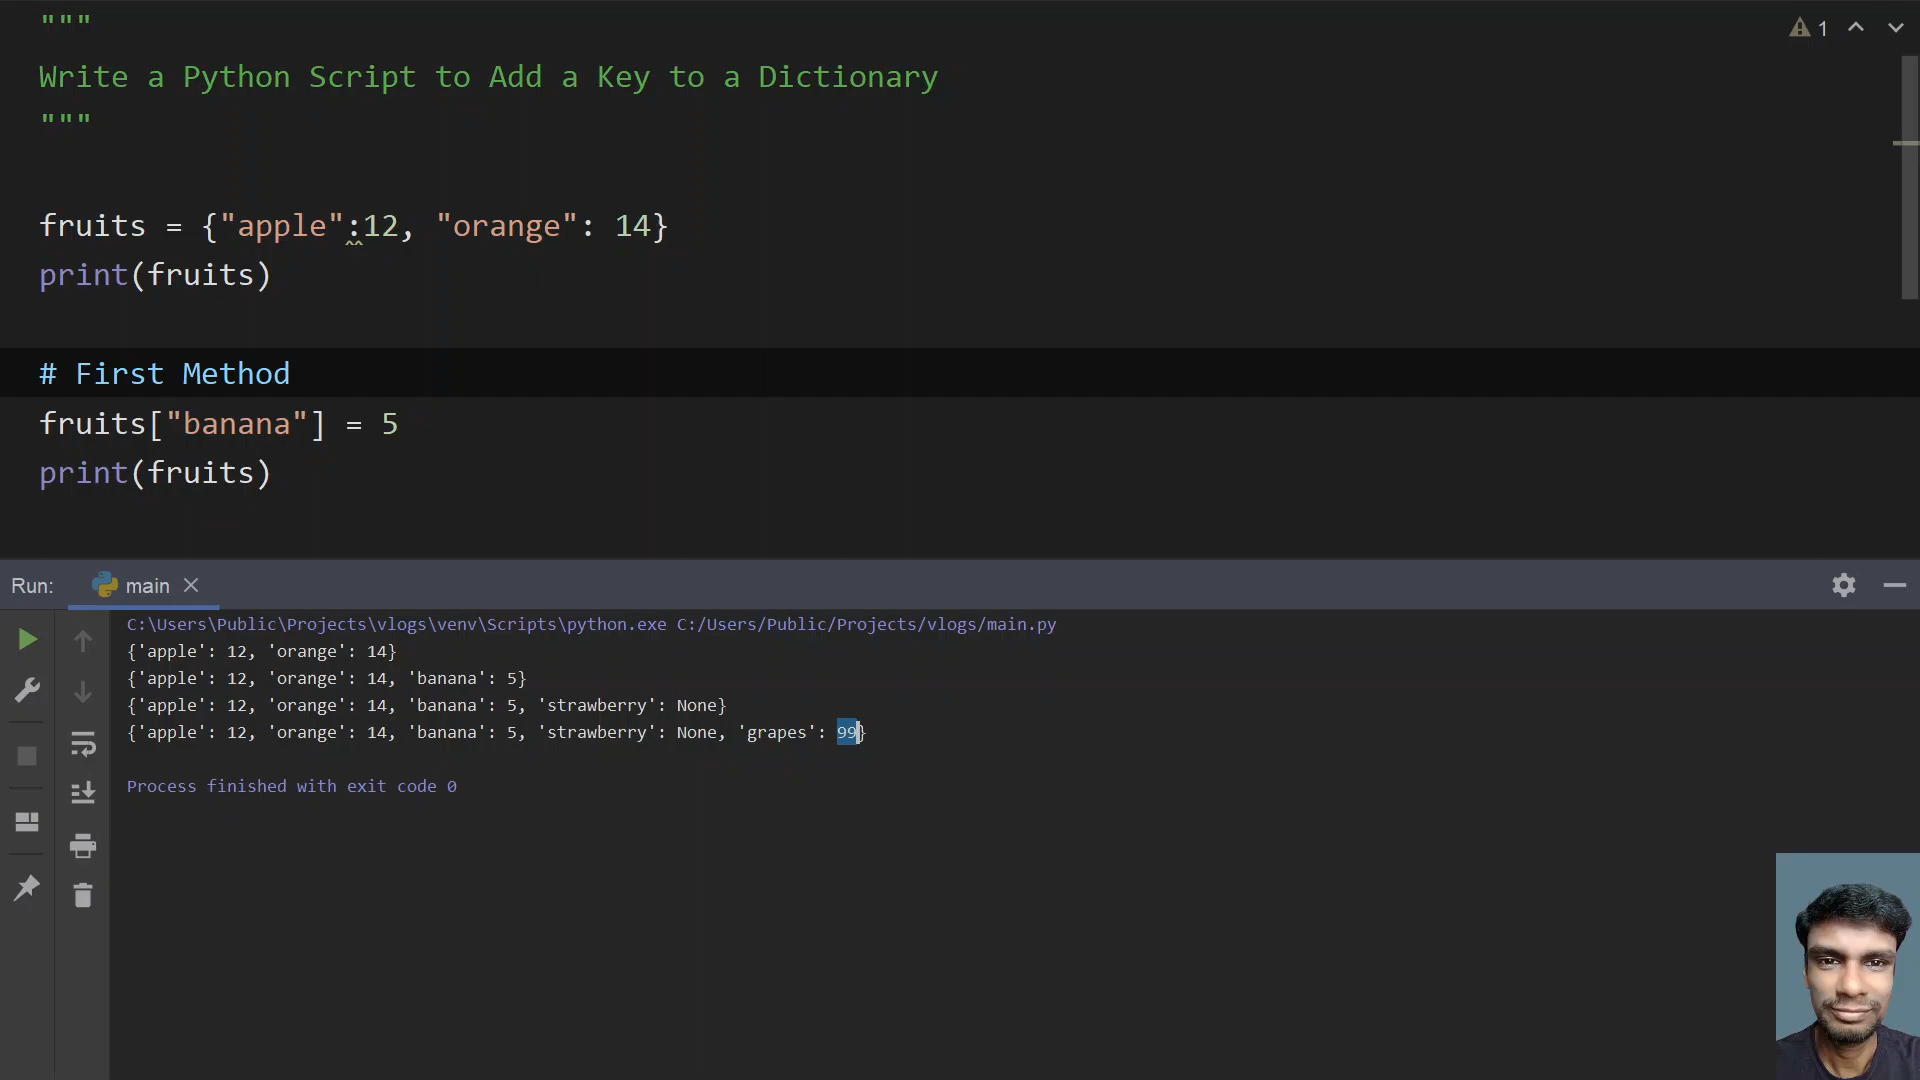 """
Write a Python Script to Add a Key to a Dictionary
"""
1
fruits = {"apple":12, "orange": 14}
print(fruits)
# First Method
fruits["banana"] = 5
print(fruits)
Run: main
C:\Users\Public\Projects\vlogs\venv\Scripts\python.exe C:/Users/Public/Projects/vlogs/main.py
{'apple': 12, 'orange': 14}
{'apple': 12, 'orange': 14, 'banana': 5}
{'apple': 12, 'orange': 14, 'banana': 5, 'strawberry': None}
{'apple': 12, 'orange': 14, 'banana': 5, 'strawberry': None, 'grapes': 99}
Process finished with exit code 0